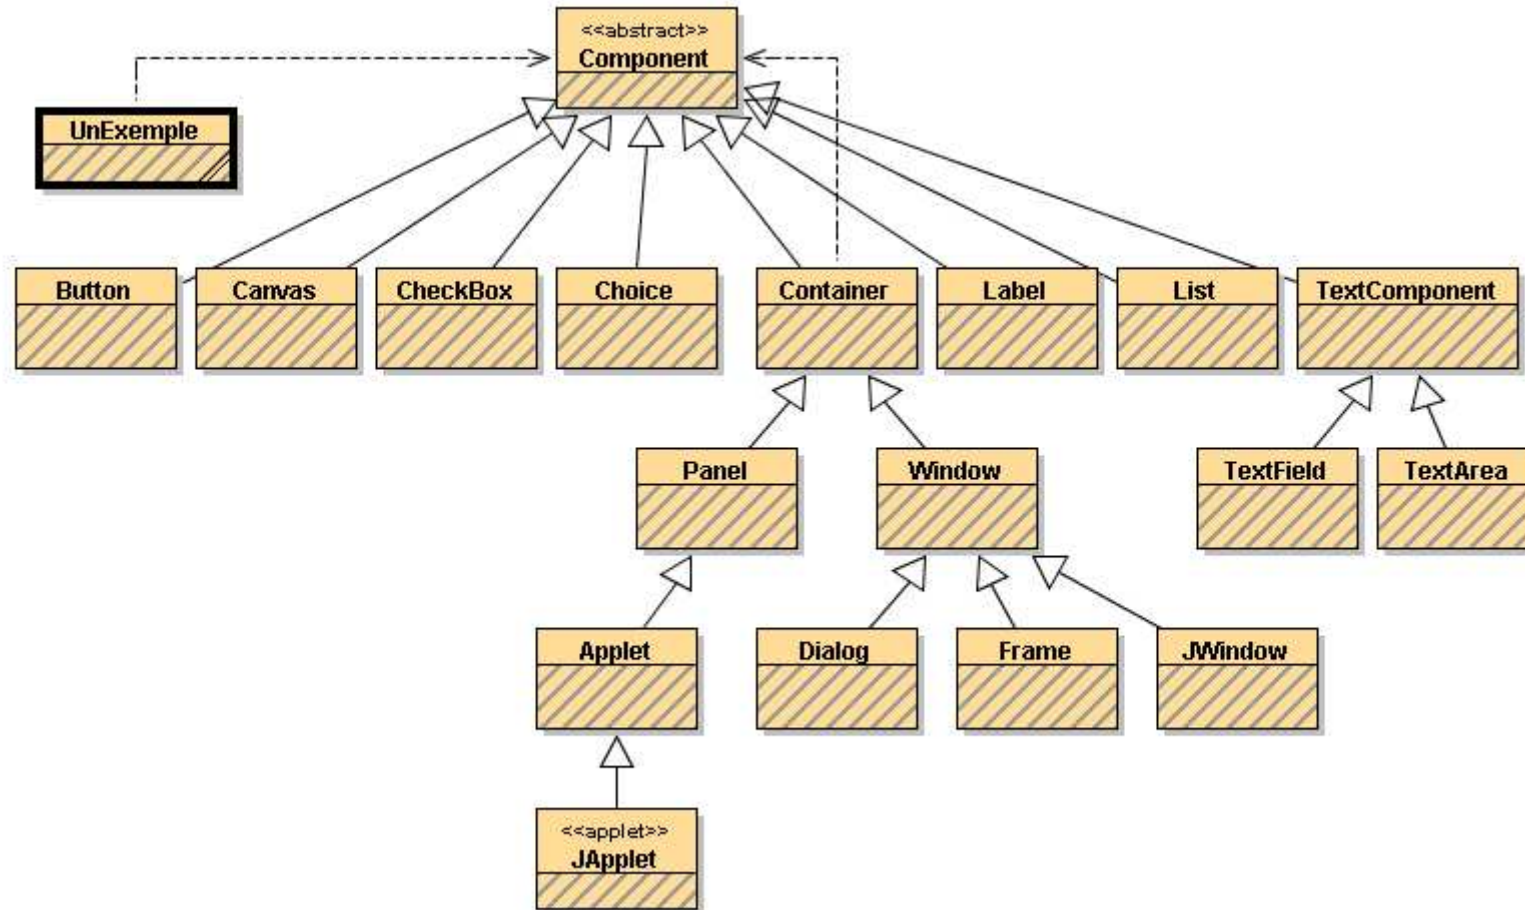 <<abstract>>
Component
UnExemple
Button
Canvas
CheckBox
Choice
Container
Label
List
TextComponent
Panel
Window
TextField
TextArea
Applet
Dialog
Frame
JWindow
<<applet>>
JApplet